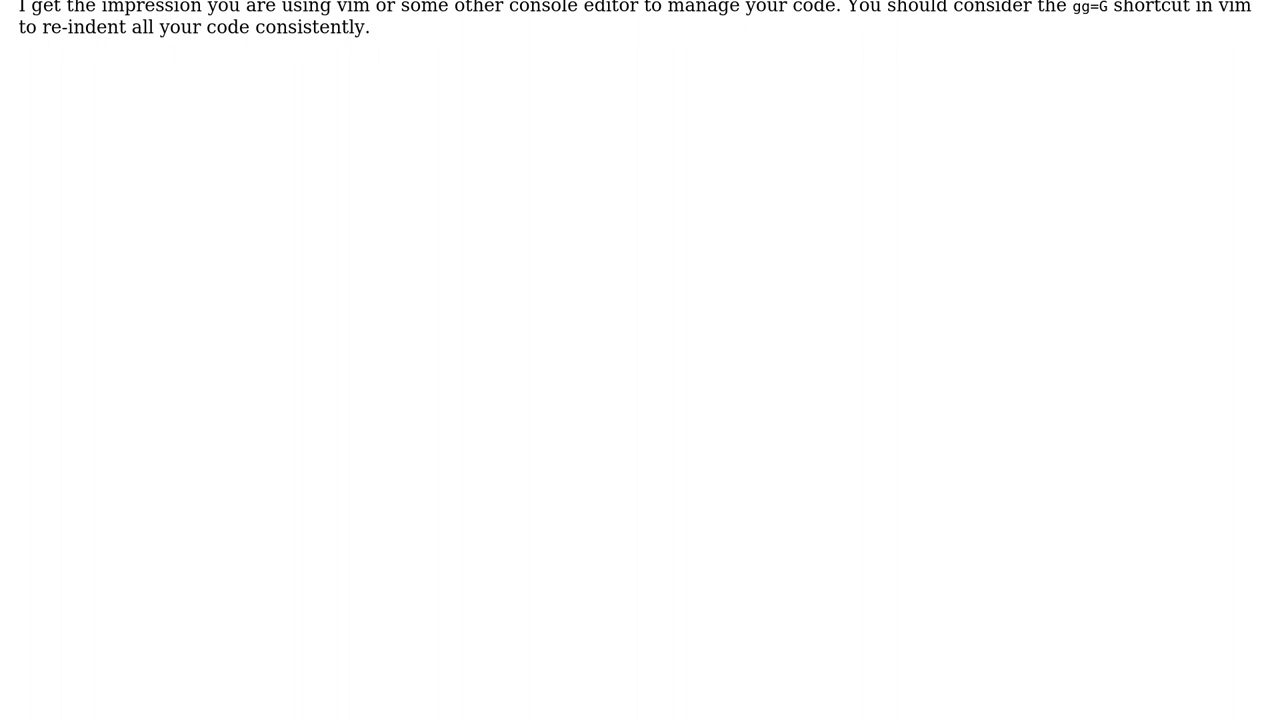 I get the impression you are using vim or some other console editor to manage your code. You should consider the gg=G shortcut in vim
to re-indent all your code consistently.